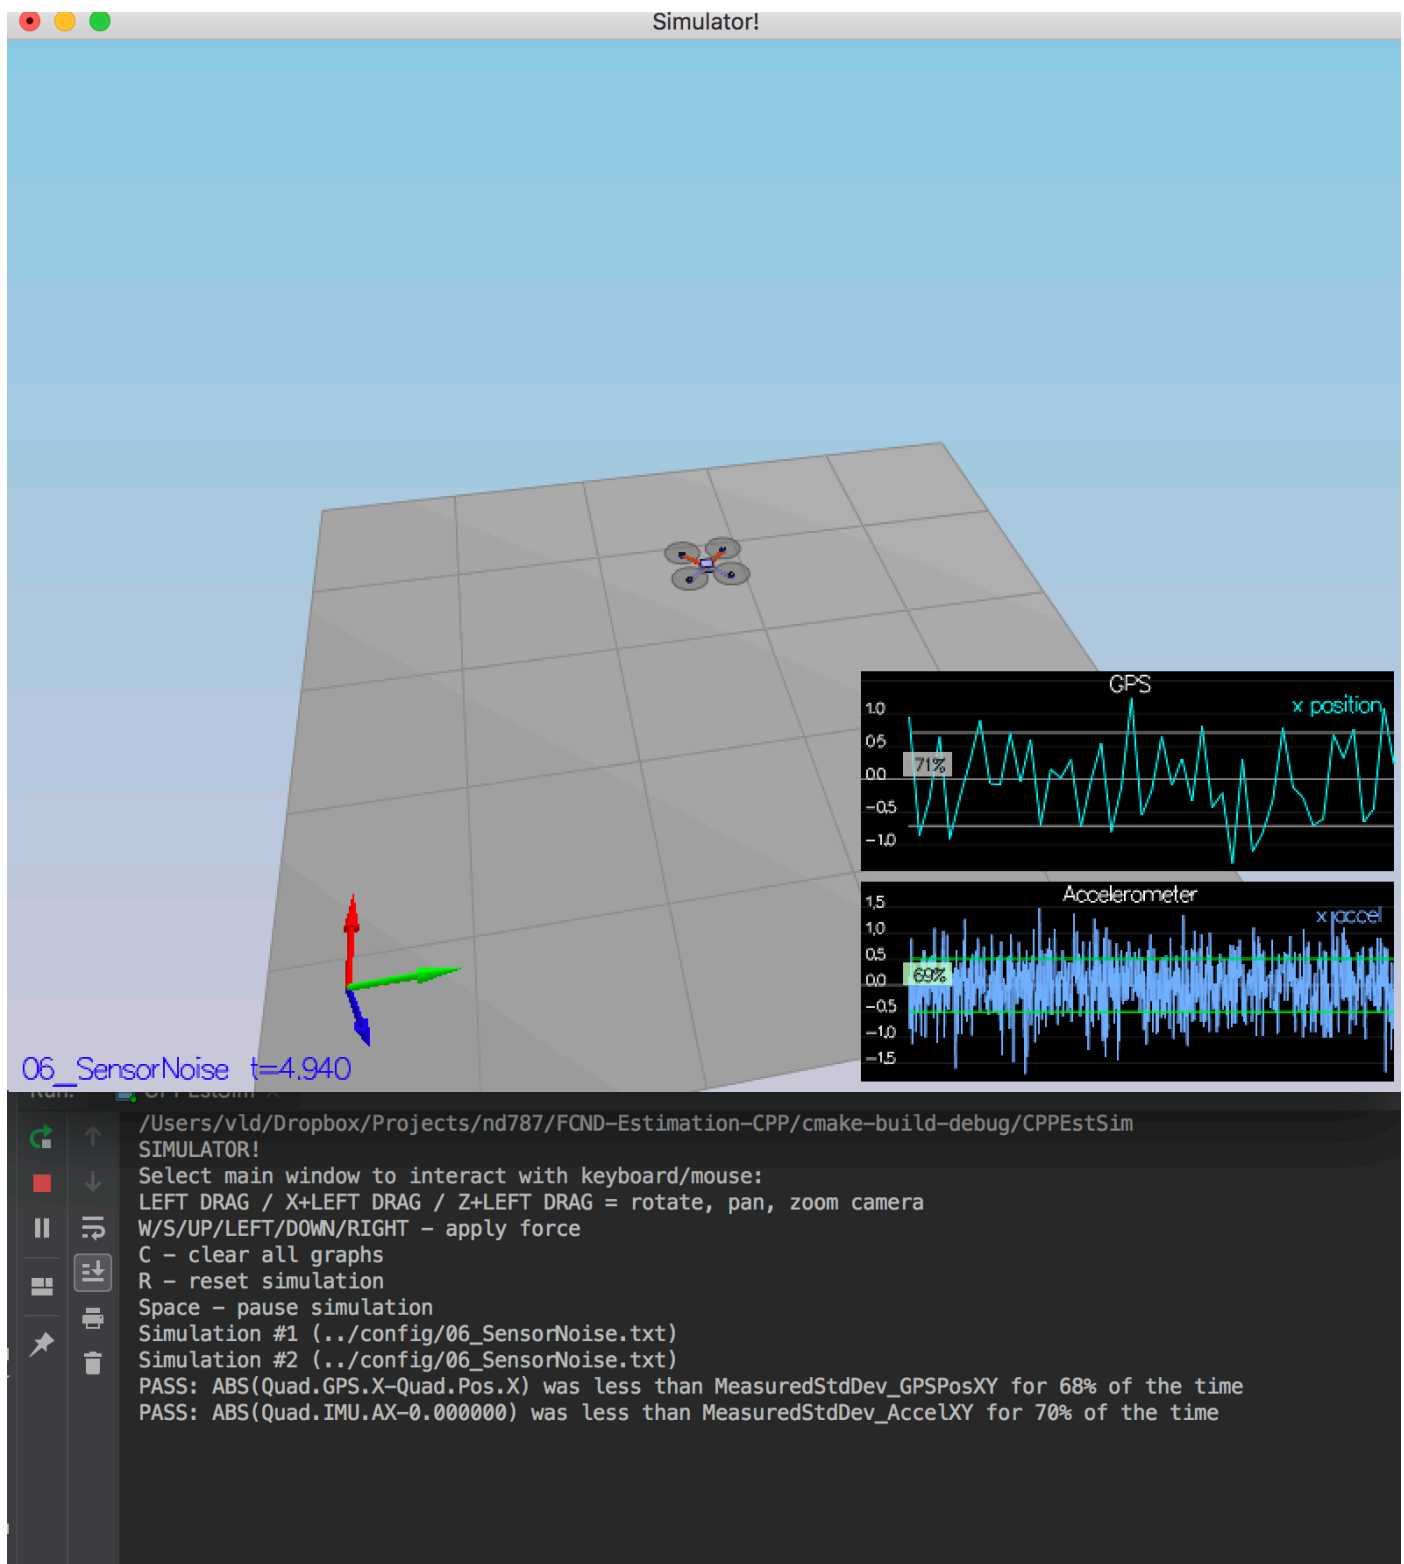 Simulator!
GPS
x position
1.0
0.5
0.0
-0.5
-1.0
71%
Accelerometer
x accel
1.5
1.0
0.5
0.0
-0.5
-1.0
-1.5
69%
06_SensorNoise t=4.940
Run: CPPEstSim ×
/Users/vld/Dropbox/Projects/nd787/FCND-Estimation-CPP/cmake-build-debug/CPPEstSim
SIMULATOR!
Select main window to interact with keyboard/mouse:
LEFT DRAG / X+LEFT DRAG / Z+LEFT DRAG = rotate, pan, zoom camera
W/S/UP/LEFT/DOWN/RIGHT – apply force
C – clear all graphs
R – reset simulation
Space – pause simulation
Simulation #1 (../config/06_SensorNoise.txt)
Simulation #2 (../config/06_SensorNoise.txt)
PASS: ABS(Quad.GPS.X-Quad.Pos.X) was less than MeasuredStdDev_GPSPosXY for 68% of the time
PASS: ABS(Quad.IMU.AX-0.000000) was less than MeasuredStdDev_AccelXY for 70% of the time